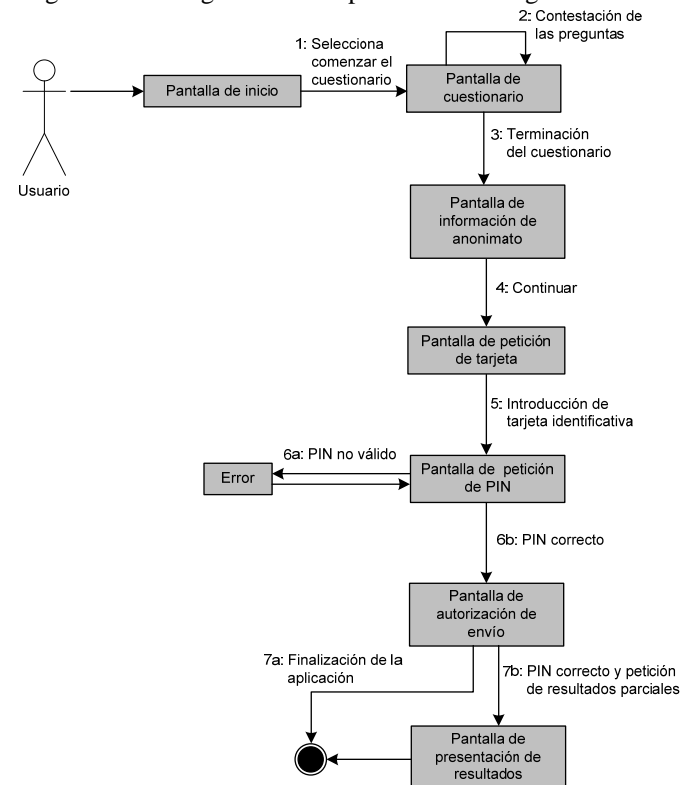 2: Contestación de
las preguntas
1: Selecciona
comenzar el
cuestionario
Pantalla de inicio
Pantalla de
cuestionario
Usuario
3: Terminación
del cuestionario
Pantalla de
información de
anonimato
4: Continuar
Pantalla de petición
de tarjeta
5: Introducción de
tarjeta identificativa
6a: PIN no válido
Error
Pantalla de petición
de PIN
6b: PIN correcto
Pantalla de
autorización de
envío
7a: Finalización de la
aplicación
7b: PIN correcto y petición
de resultados parciales
Pantalla de
presentación de
resultados